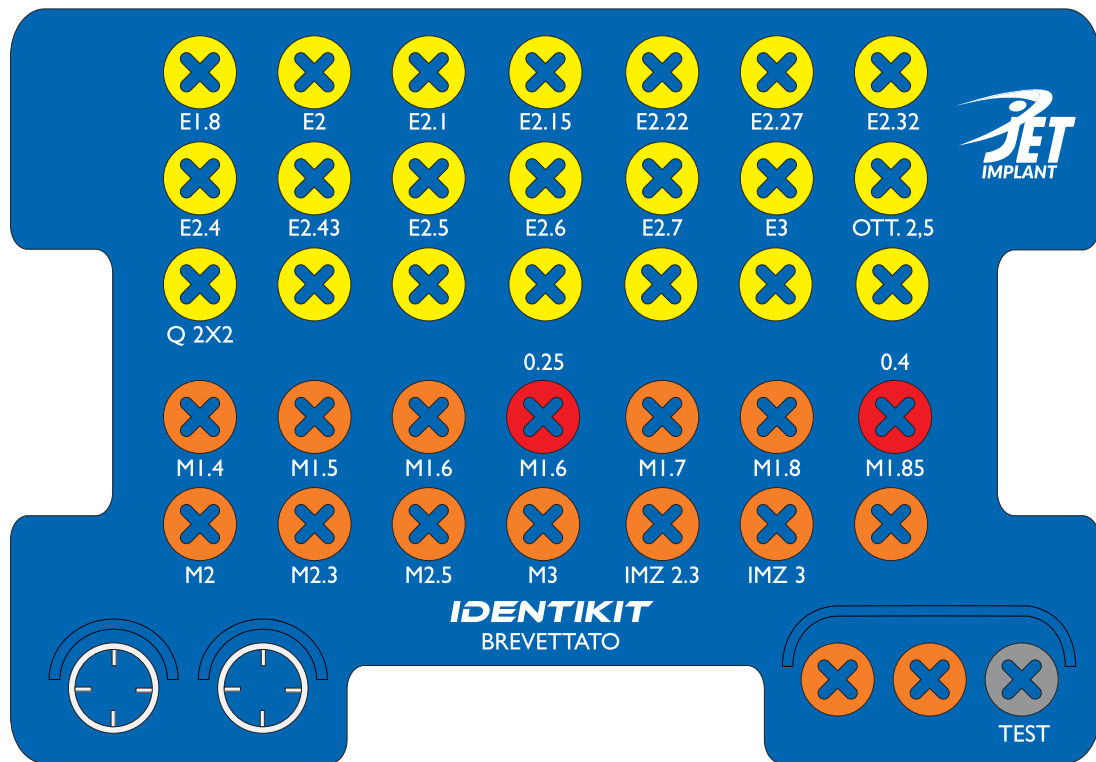 E1.8 E2 E2.1 E2.15 E2.22 E2.27 E2.32
JET
IMPLANT
E2.4 E2.43 E2.5 E2.6 E2.7 E3 OTT. 2,5
Q 2X2
0.25 0.4
M1.4 M1.5 M1.6 M1.6 M1.7 M1.8 M1.85
M2 M2.3 M2.5 M3 IMZ 2.3 IMZ 3
IDENTIKIT
BREVETTATO
TEST